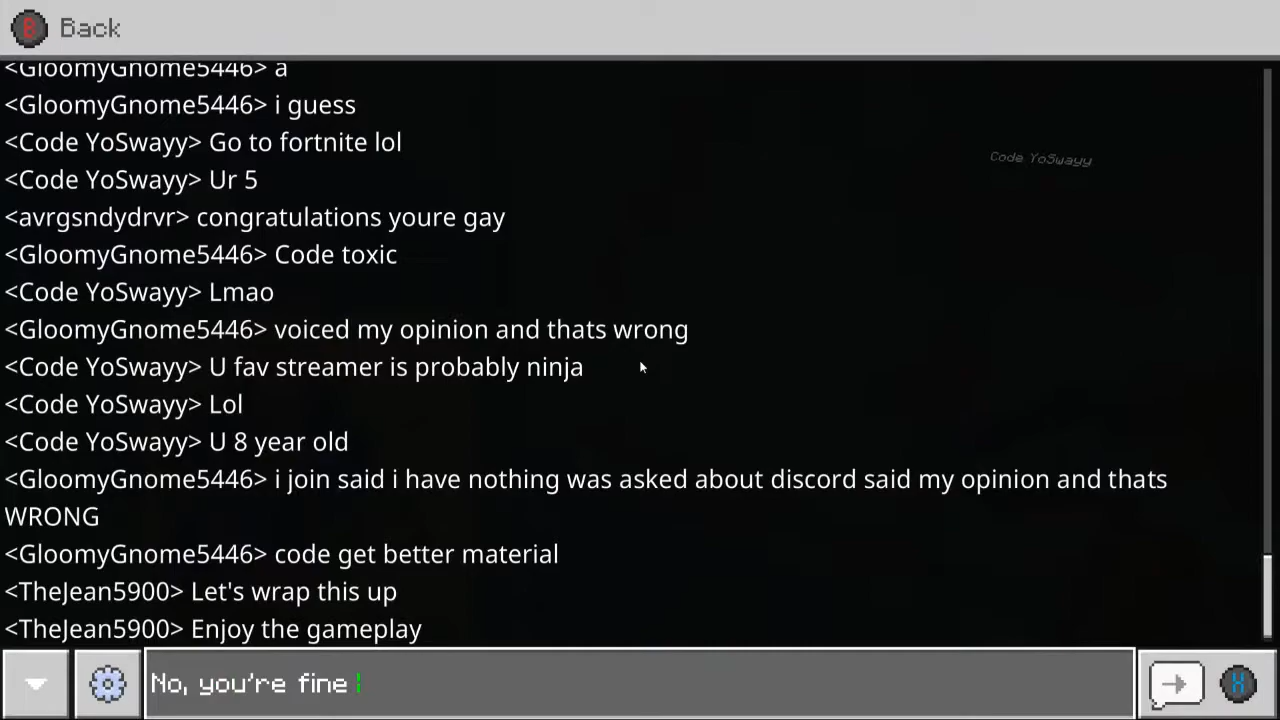 B Back
<GloomyGnome5446> a
<GloomyGnome5446> i guess
<Code YoSwayy> Go to fortnite lol
Code YoSwayy
<Code YoSwayy> Ur 5
<avrgsndydrvr> congratulations youre gay
<GloomyGnome5446> Code toxic
<Code YoSwayy> Lmao
<GloomyGnome5446> voiced my opinion and thats wrong
<Code YoSwayy> U fav streamer is probably ninja
<Code YoSwayy> Lol
<Code YoSwayy> U 8 year old
<GloomyGnome5446> i join said i have nothing was asked about discord said my opinion and thats
WRONG
<GloomyGnome5446> code get better material
<TheJean5900> Let's wrap this up
<TheJean5900> Enjoy the gameplay
No, you're fine
X